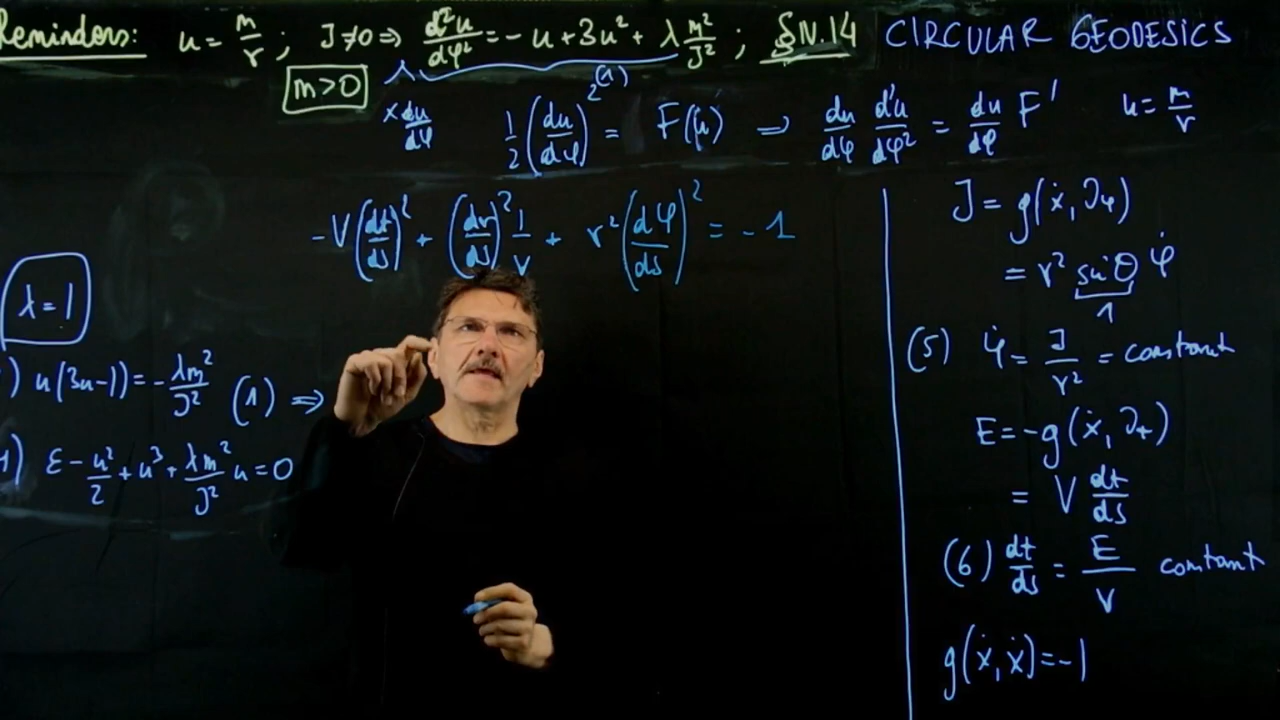 Reminders: u = m/r ; J ≠ 0 ⇒ d²u/dφ² = -u + 3u² + λ m²/J² ; §N.14 CIRCULAR GEODESICS
m > 0
λ (1)
× du/dφ 1/2 (du/dφ)² = F(u) ⇒ du/dφ d²u/dφ² = du/dφ F' u = m/r
-V (dt/ds)² + (dr/ds)² 1/V + r² (dφ/ds)² = -1
λ = 1
) u(3u-1) = - λm²/J² (1) ⇒
) ε - u²/2 + u³ + λm²/J² u = 0
J = g(ẋ, ∂φ)
= r² sin²θ φ̇
1
(5) φ̇ = J/r² = constant
E = -g(ẋ, ∂t)
= V dt/ds
(6) dt/ds = E/V constant
g(ẋ, ẋ) = -1